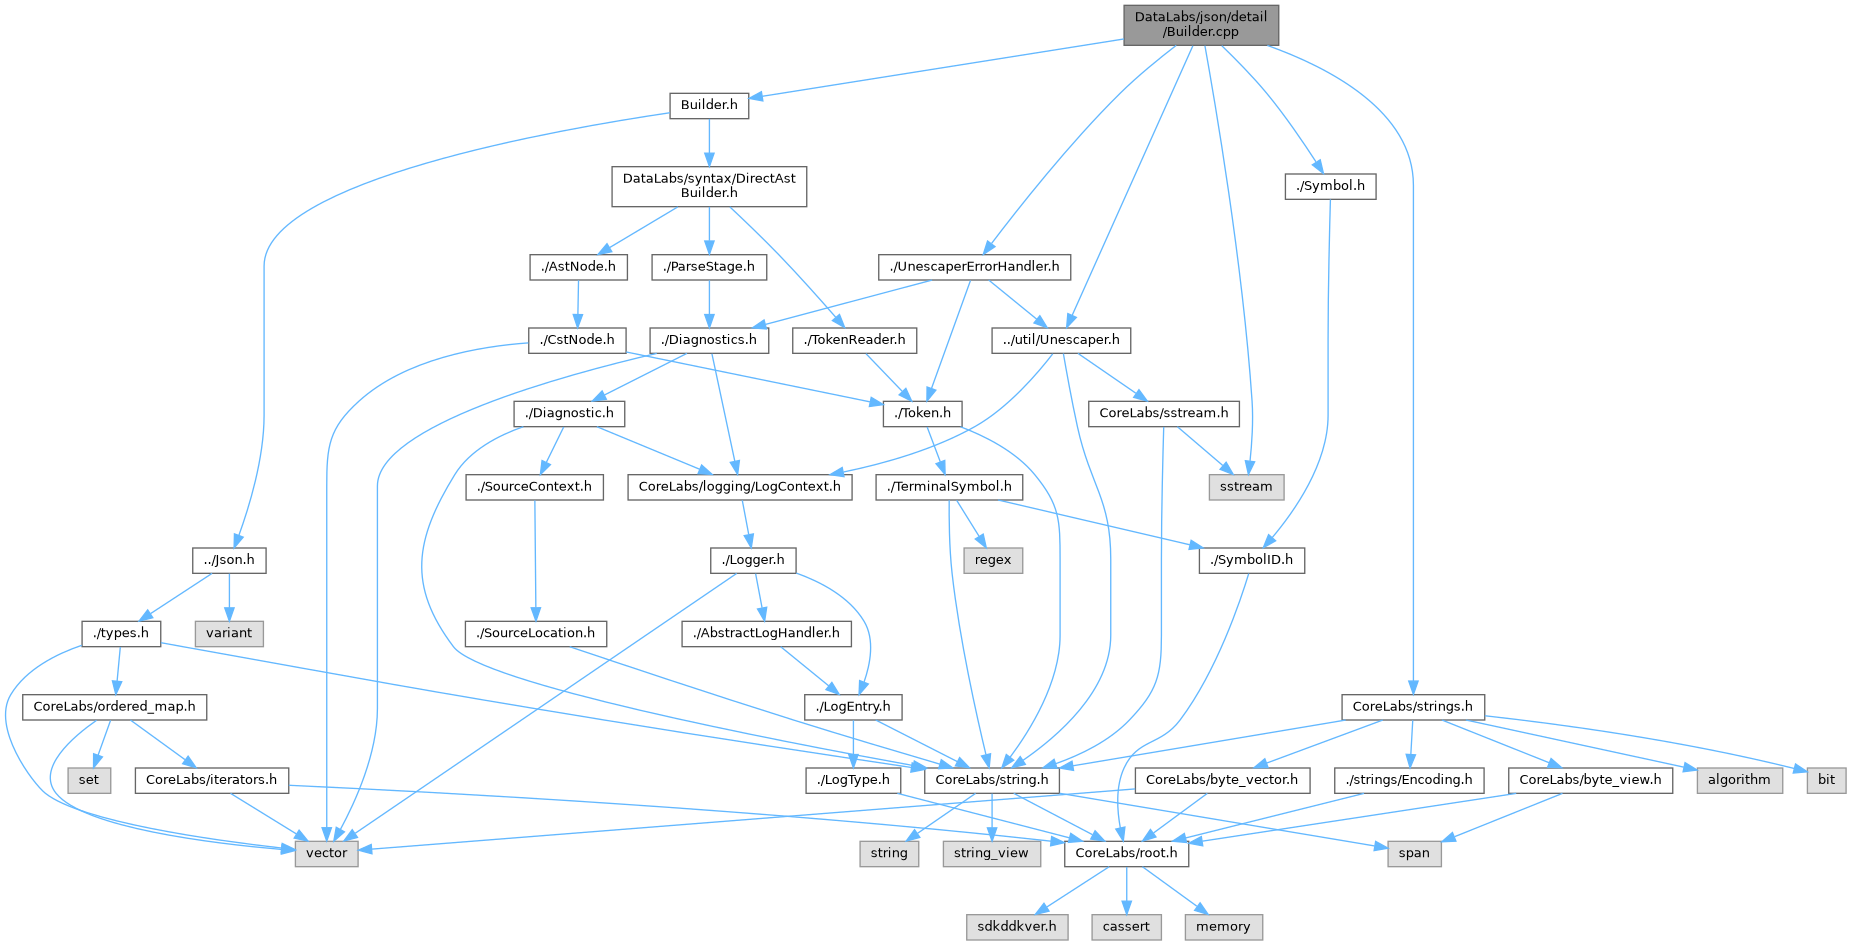 DataLabs/json/detail
/Builder.cpp
Builder.h
DataLabs/syntax/DirectAst
Builder.h
./Symbol.h
./AstNode.h
./ParseStage.h
./UnescaperErrorHandler.h
./CstNode.h
./Diagnostics.h
./TokenReader.h
../util/Unescaper.h
./Diagnostic.h
./Token.h
CoreLabs/sstream.h
./SourceContext.h
CoreLabs/logging/LogContext.h
./TerminalSymbol.h
sstream
../Json.h
./Logger.h
regex
./SymbolID.h
./types.h
variant
./SourceLocation.h
./AbstractLogHandler.h
CoreLabs/ordered_map.h
./LogEntry.h
CoreLabs/strings.h
set
CoreLabs/iterators.h
./LogType.h
CoreLabs/string.h
CoreLabs/byte_vector.h
./strings/Encoding.h
CoreLabs/byte_view.h
algorithm
bit
vector
string
string_view
CoreLabs/root.h
span
sdkddkver.h
cassert
memory